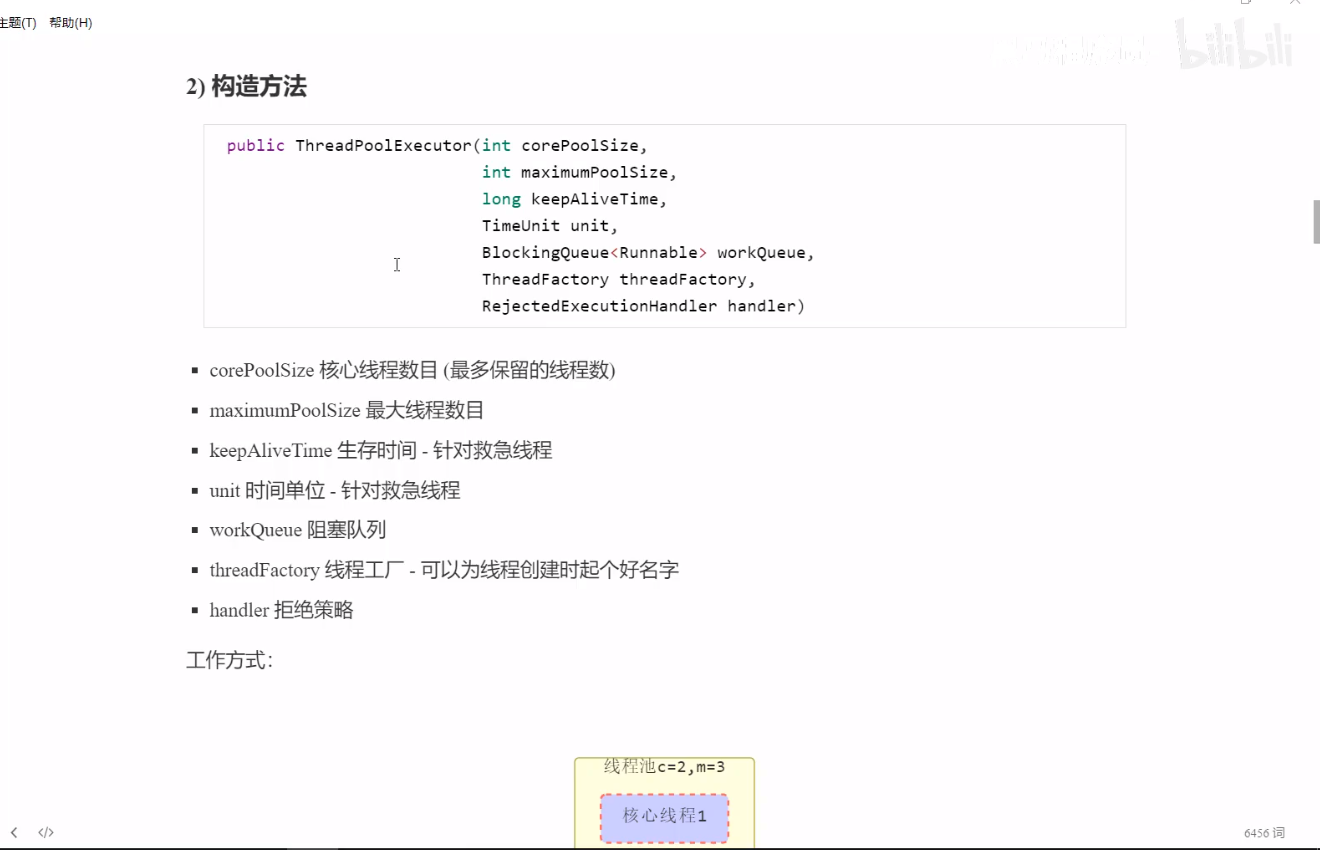 主题(T) 帮助(H)
bilibili
2) 构造方法
public ThreadPoolExecutor(int corePoolSize,
int maximumPoolSize,
long keepAliveTime,
TimeUnit unit,
BlockingQueue<Runnable> workQueue,
ThreadFactory threadFactory,
RejectedExecutionHandler handler)
▪ corePoolSize 核心线程数目 (最多保留的线程数)
▪ maximumPoolSize 最大线程数目
▪ keepAliveTime 生存时间 - 针对救急线程
▪ unit 时间单位 - 针对救急线程
▪ workQueue 阻塞队列
▪ threadFactory 线程工厂 - 可以为线程创建时起个好名字
▪ handler 拒绝策略
工作方式：
线程池c=2,m=3
核心线程1
</> 6456 词